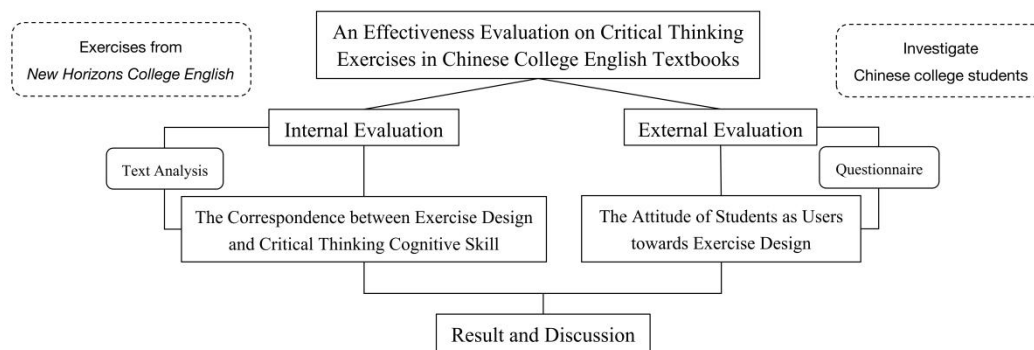 An Effectiveness Evaluation on Critical Thinking
Exercises in Chinese College English Textbooks
Exercises from
New Horizons College English
Investigate
Chinese college students
Internal Evaluation
External Evaluation
Text Analysis
Questionnaire
The Correspondence between Exercise Design
and Critical Thinking Cognitive Skill
The Attitude of Students as Users
towards Exercise Design
Result and Discussion